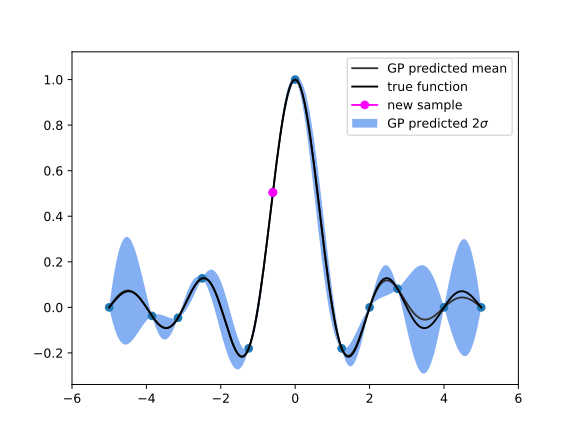 GP predicted mean
true function
new sample
GP predicted 2σ
1.0
0.8
0.6
0.4
0.2
0.0
−0.2
−6 −4 −2 0 2 4 6